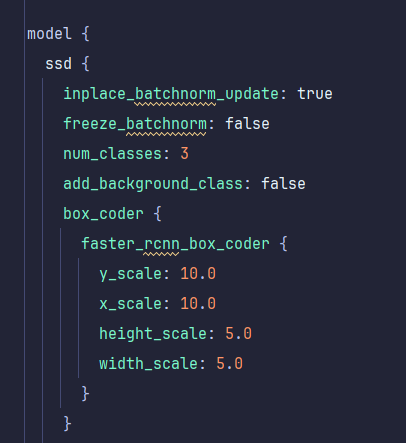 model {
ssd {
inplace_batchnorm_update: true
freeze_batchnorm: false
num_classes: 3
add_background_class: false
box_coder {
faster_rcnn_box_coder {
y_scale: 10.0
x_scale: 10.0
height_scale: 5.0
width_scale: 5.0
}
}